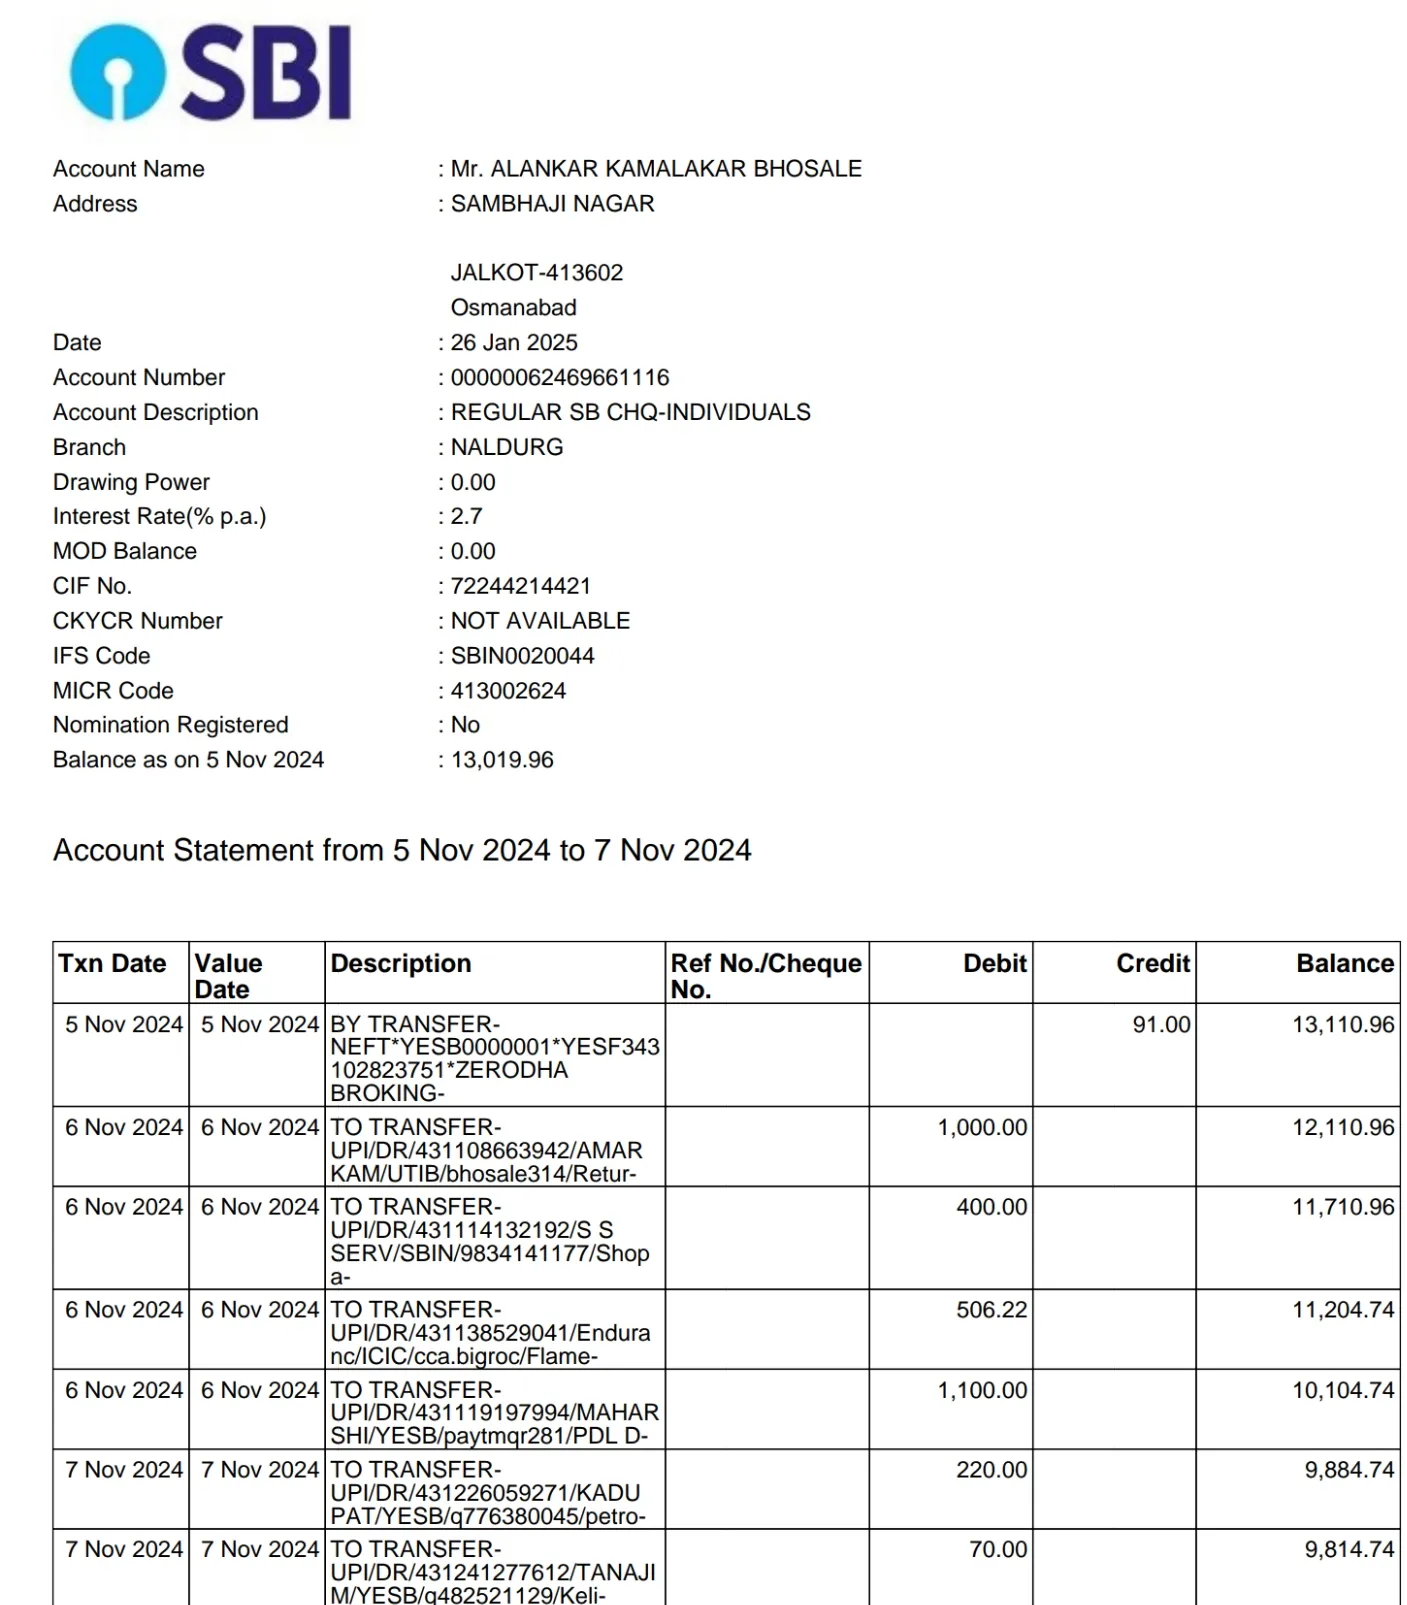 SBI
Account Name : Mr. ALANKAR KAMALAKAR BHOSALE
Address : SAMBHAJI NAGAR
JALKOT-413602
Osmanabad
Date : 26 Jan 2025
Account Number : 00000062469661116
Account Description : REGULAR SB CHQ-INDIVIDUALS
Branch : NALDURG
Drawing Power : 0.00
Interest Rate(% p.a.) : 2.7
MOD Balance : 0.00
CIF No. : 72244214421
CKYCR Number : NOT AVAILABLE
IFS Code : SBIN0020044
MICR Code : 413002624
Nomination Registered : No
Balance as on 5 Nov 2024 : 13,019.96
Account Statement from 5 Nov 2024 to 7 Nov 2024
Txn Date Value Description Ref No./Cheque Debit Credit Balance
Date No.
5 Nov 2024 5 Nov 2024 BY TRANSFER- 91.00 13,110.96
NEFT*YESB0000001*YESF343
102823751*ZERODHA
BROKING-
6 Nov 2024 6 Nov 2024 TO TRANSFER- 1,000.00 12,110.96
UPI/DR/431108663942/AMAR
KAM/UTIB/bhosale314/Retur-
6 Nov 2024 6 Nov 2024 TO TRANSFER- 400.00 11,710.96
UPI/DR/431114132192/S S
SERV/SBIN/9834141177/Shop
a-
6 Nov 2024 6 Nov 2024 TO TRANSFER- 506.22 11,204.74
UPI/DR/431138529041/Endura
nc/ICIC/cca.bigroc/Flame-
6 Nov 2024 6 Nov 2024 TO TRANSFER- 1,100.00 10,104.74
UPI/DR/431119197994/MAHAR
SHI/YESB/paytmqr281/PDL D-
7 Nov 2024 7 Nov 2024 TO TRANSFER- 220.00 9,884.74
UPI/DR/431226059271/KADU
PAT/YESB/q776380045/petro-
7 Nov 2024 7 Nov 2024 TO TRANSFER- 70.00 9,814.74
UPI/DR/431241277612/TANAJI
M/YESB/q482521129/Keli-